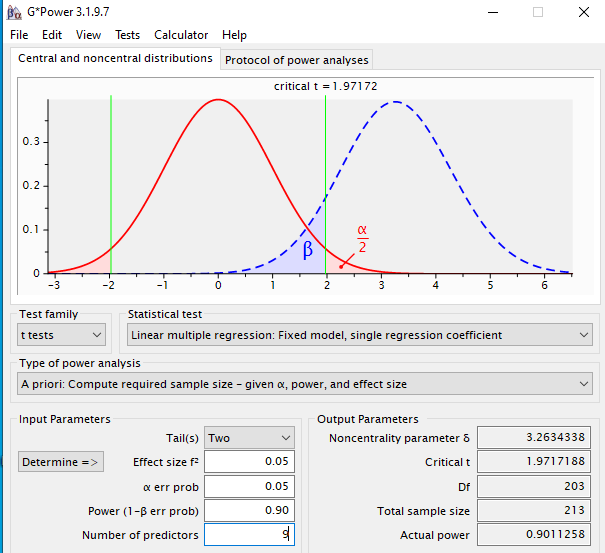 βα G*Power 3.1.9.7
File Edit View Tests Calculator Help
Central and noncentral distributions Protocol of power analyses
critical t = 1.97172
0.3
0.2
0.1
0
β
α
2
-3 -2 -1 0 1 2 3 4 5 6
Test family Statistical test
t tests Linear multiple regression: Fixed model, single regression coefficient
Type of power analysis
A priori: Compute required sample size - given α, power, and effect size
Input Parameters Output Parameters
Tail(s) Two Noncentrality parameter δ 3.2634338
Determine => Effect size f² 0.05 Critical t 1.9717188
α err prob 0.05 Df 203
Power (1-β err prob) 0.90 Total sample size 213
Number of predictors 9 Actual power 0.9011258